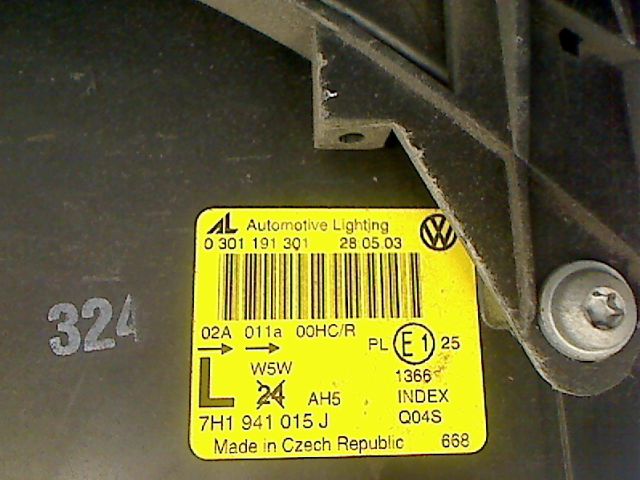 AL Automotive Lighting
0 301 191 301 28.05.03
02A 011a 00HC/R
PL E1 25
W5W
1366
L 24 AH5 INDEX
7H1 941 015 J Q04S
Made in Czech Republic 668
324